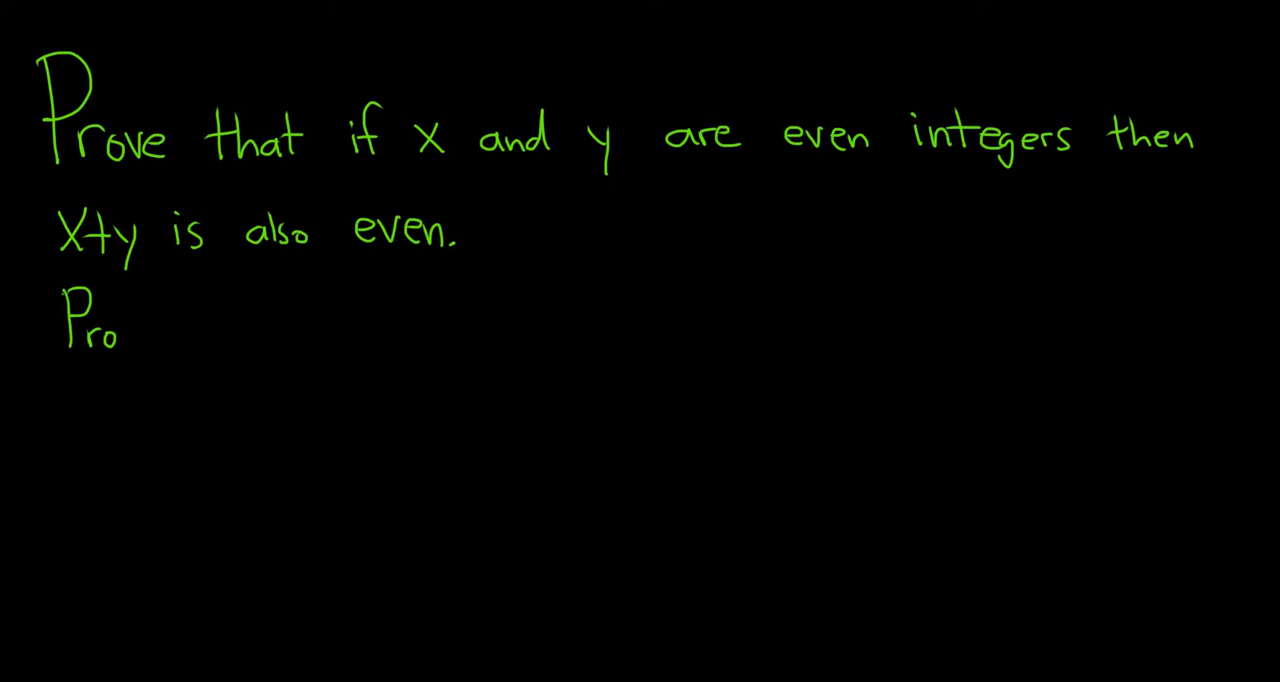 Prove that if x and y are even integers then
x+y is also even.
Pro